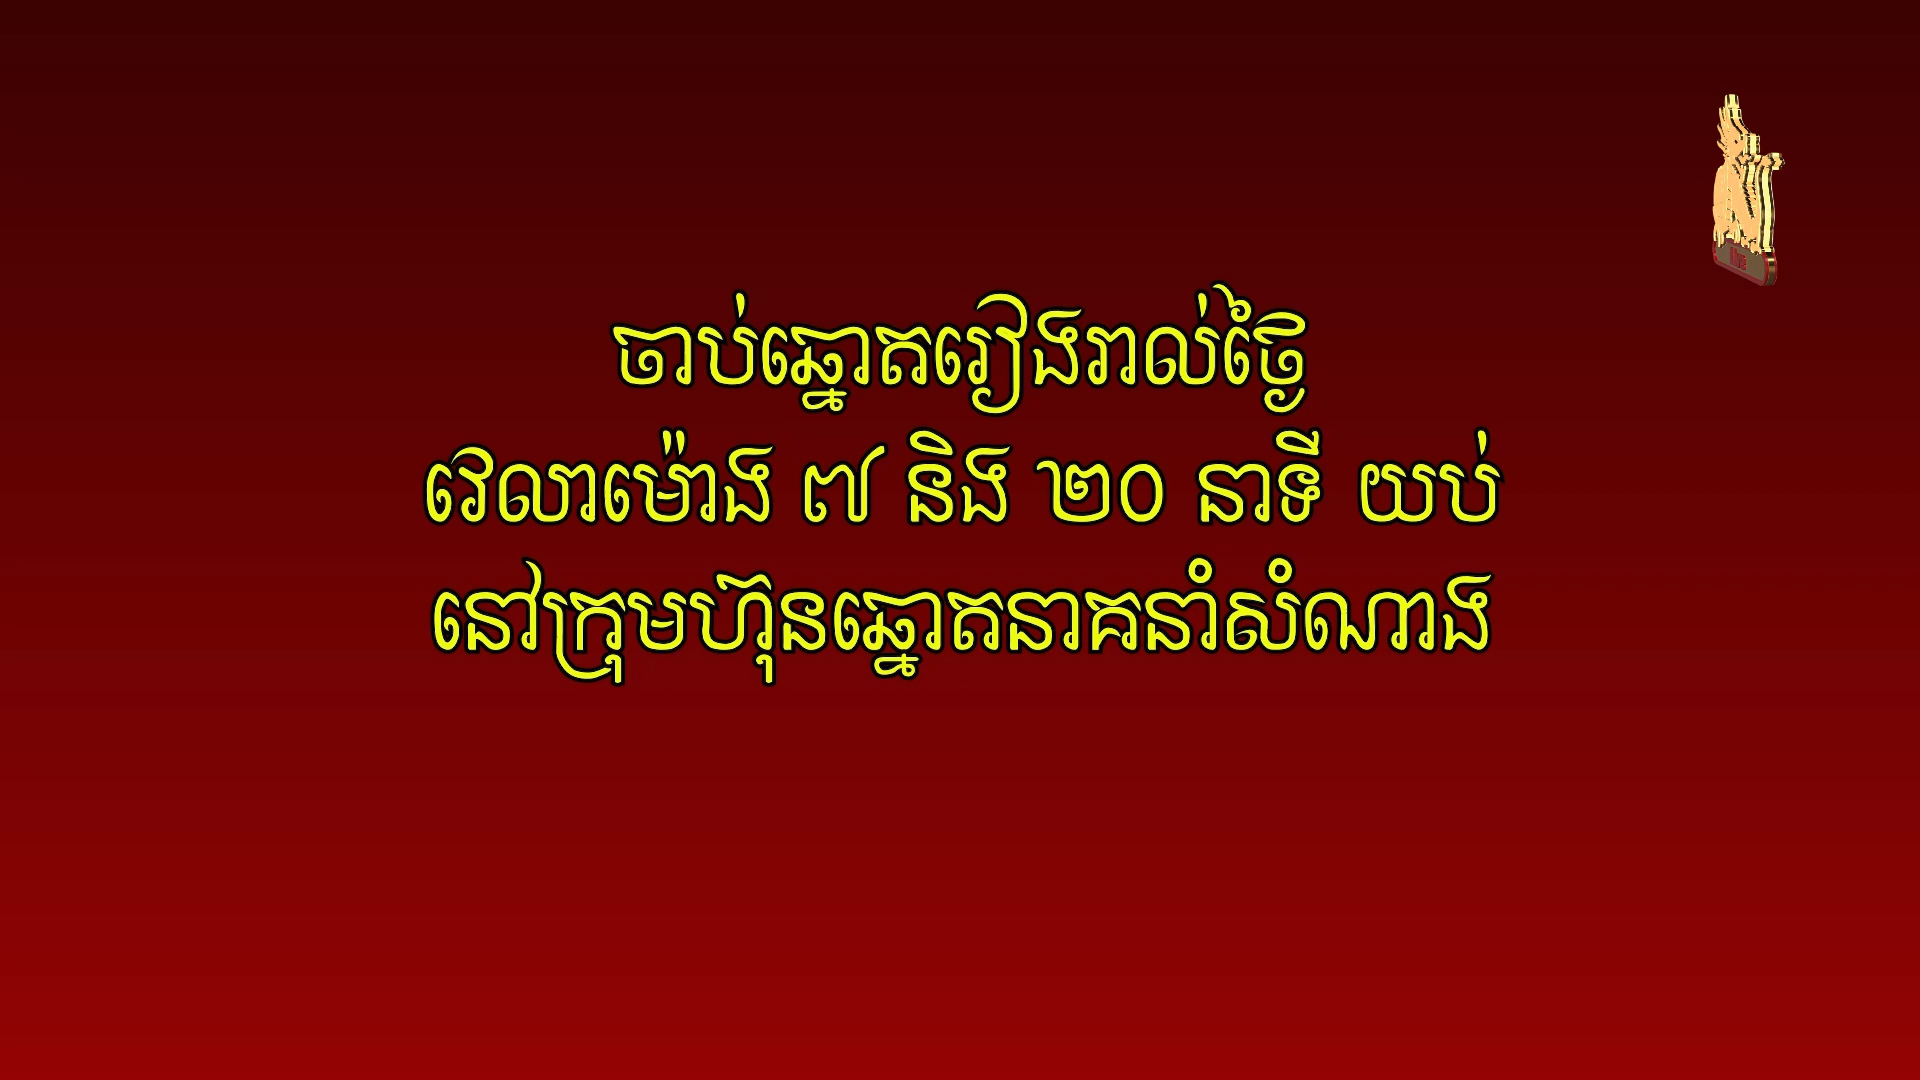 ចាប់ឆ្នោតរៀងរាល់ថ្ងៃ
វេលាម៉ោង ៧ និង ២០ នាទី យប់
នៅក្រុមហ៊ុនឆ្នោតនាគនាំសំណាង
live